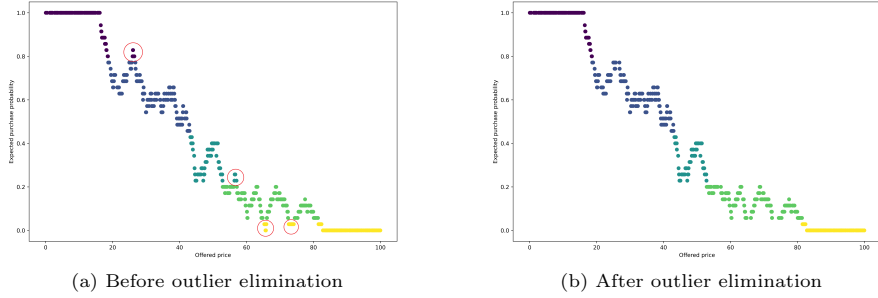 Expected purchase probability
1.0
0.8
0.6
0.4
0.2
0.0
0 20 40 60 80 100
Offered price
(a) Before outlier elimination
Expected purchase probability
1.0
0.8
0.6
0.4
0.2
0.0
0 20 40 60 80 100
Offered price
(b) After outlier elimination